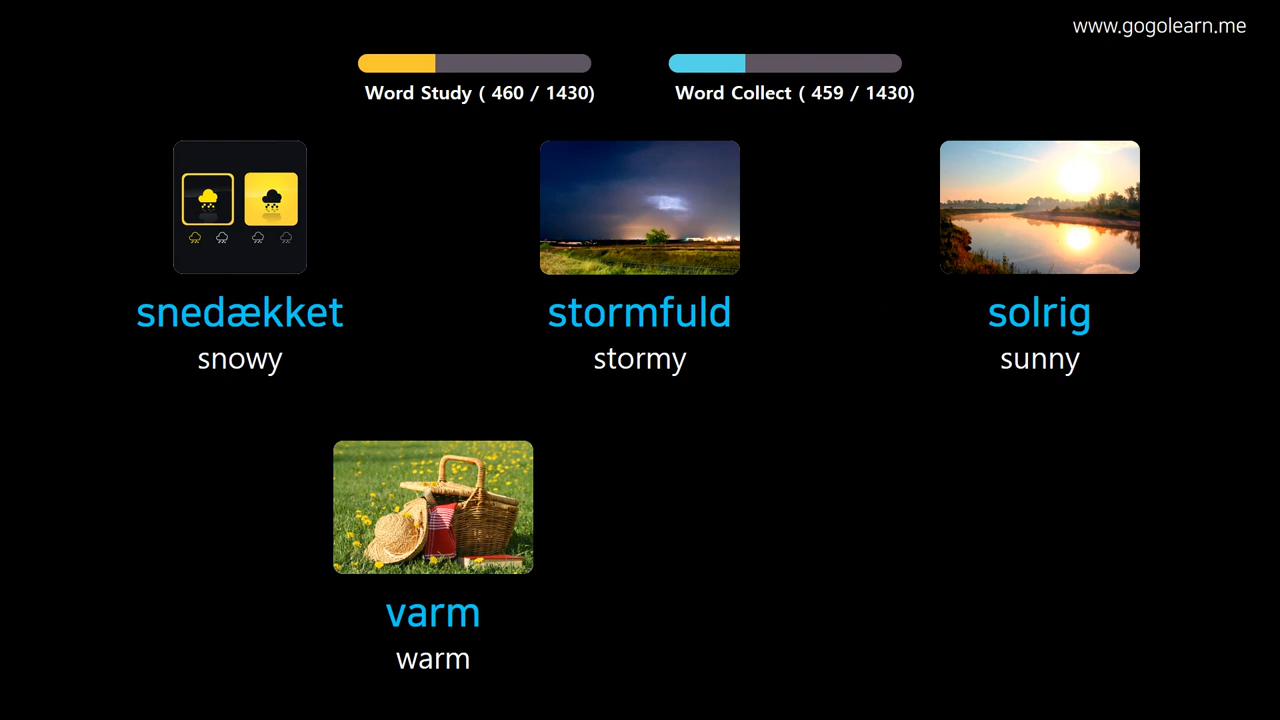 www.gogolearn.me
Word Study ( 460 / 1430)
Word Collect ( 459 / 1430)
snedækket
snowy
stormfuld
stormy
solrig
sunny
varm
warm